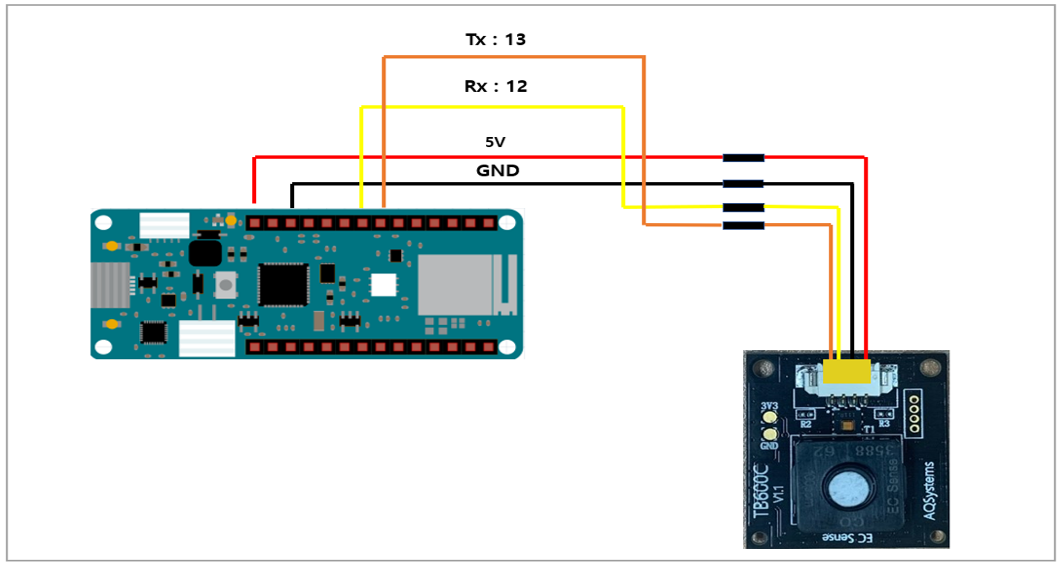 Tx : 13
Rx : 12
5V
GND
3V3
GND
R2
R3
T1
3588
62
EC Sense
CO
TB600C
V1.1
AQSystems
EC Sense